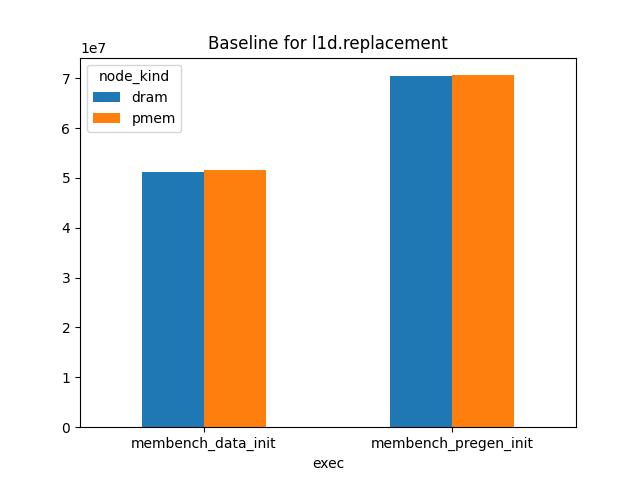 Baseline for l1d.replacement
1e7
node_kind
dram
pmem
7
6
5
4
3
2
1
0
membench_data_init
membench_pregen_init
exec